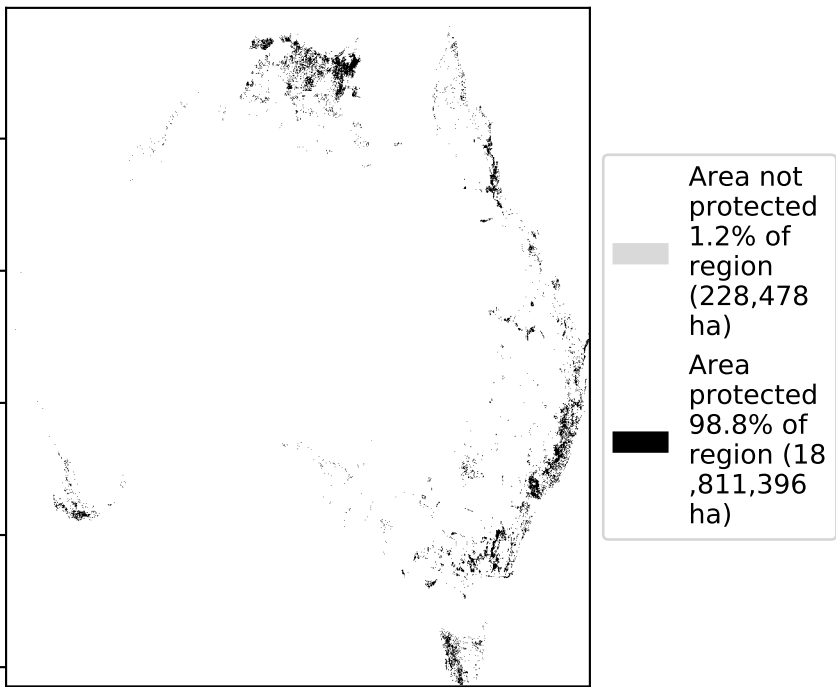 Area not
protected
1.2% of
region
(228,478
ha)
Area
protected
98.8% of
region (18
,811,396
ha)